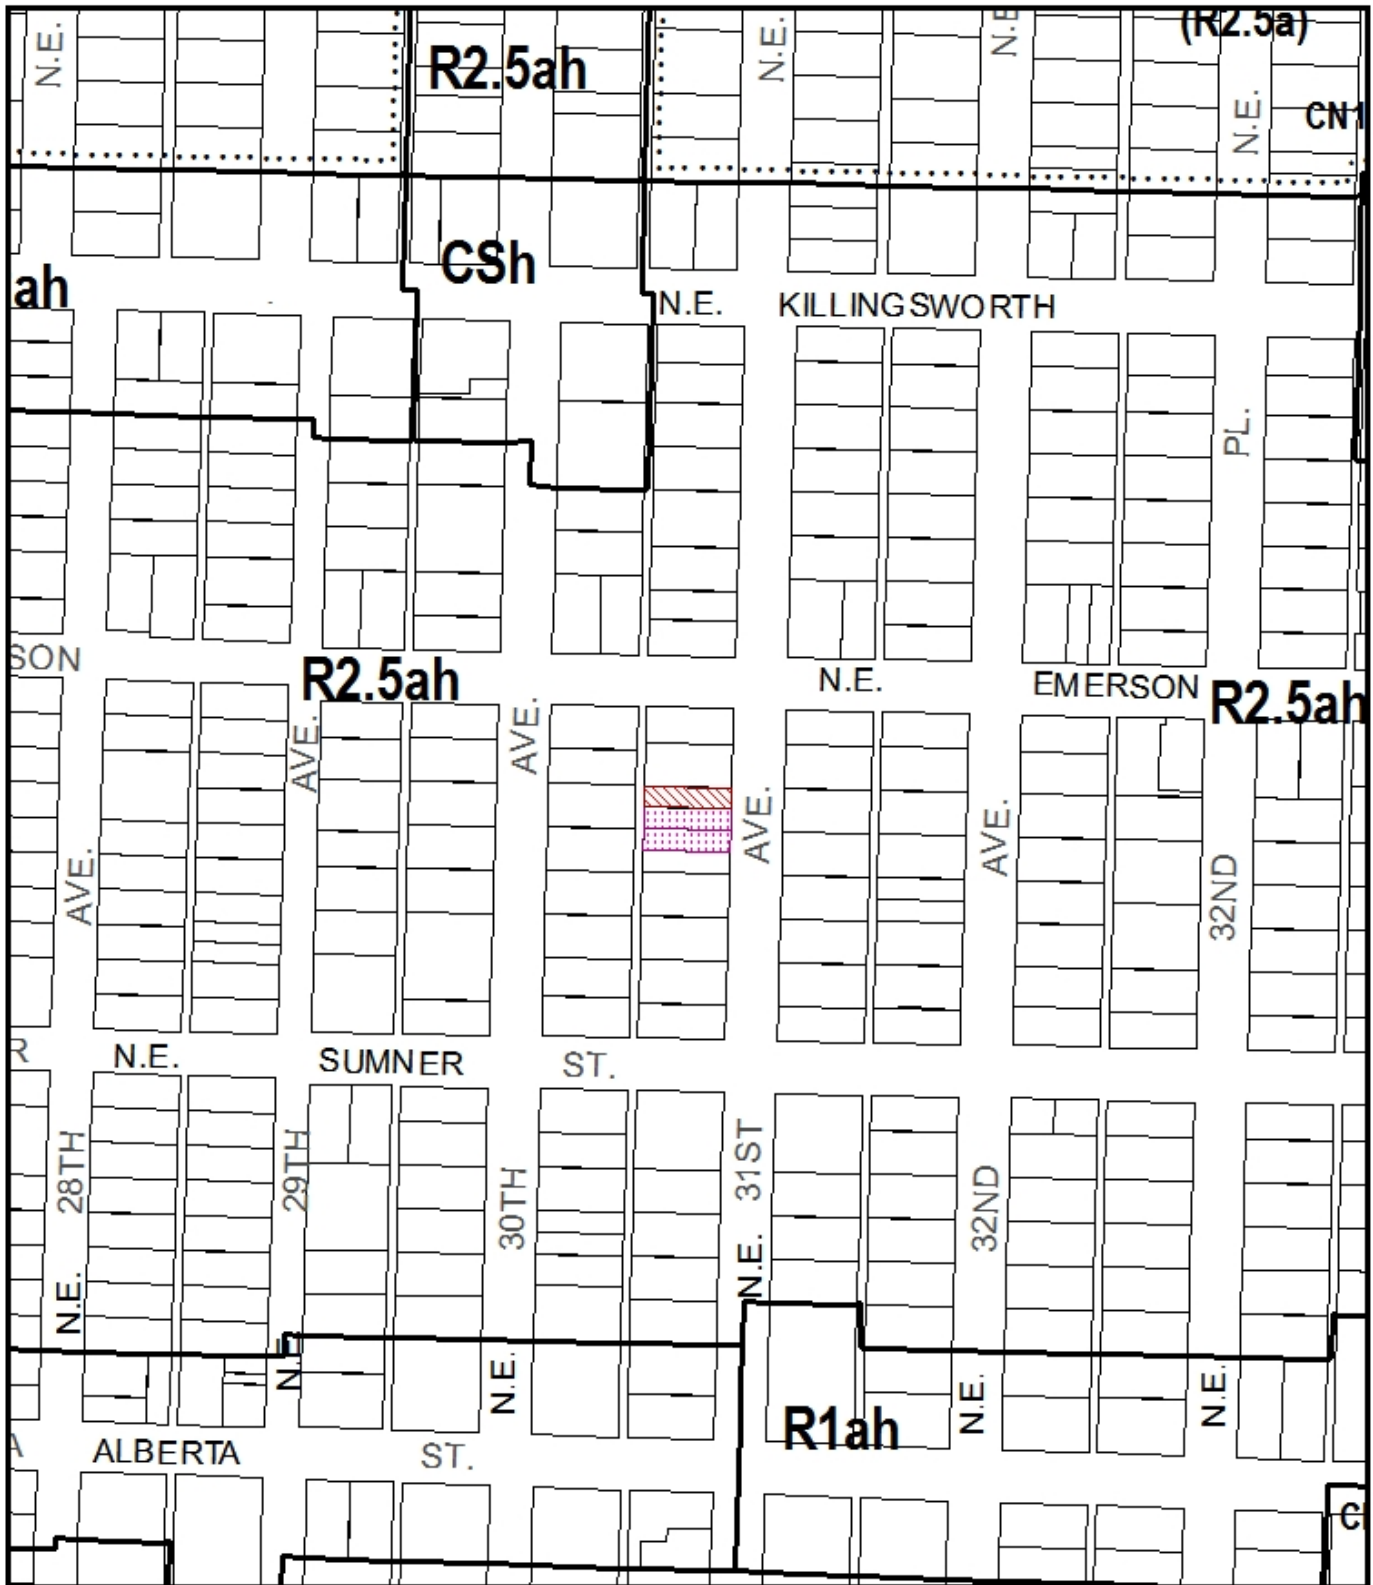 (R2.5a)
N.E.
R2.5ah
N.E.
N.E.
N.E.
CN1
CSh
ah
N.E. KILLINGSWORTH
PL.
SON
R2.5ah
N.E. EMERSON
R2.5ah
AVE.
AVE.
AVE.
AVE.
AVE.
32ND
R
N.E. SUMNER ST.
28TH
29TH
30TH
31ST
32ND
N.E.
N.E.
N.E.
N.E.
N.E.
N.E.
R1ah
A
ALBERTA ST.